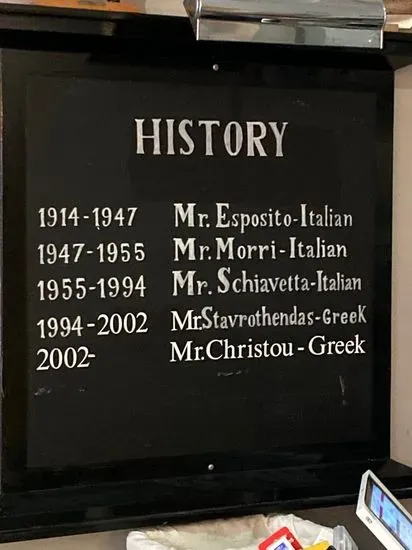 HISTORY
1914-1947 Mr. Esposito-Italian
1947-1955 Mr. Morri-Italian
1955-1994 Mr. Schiavetta-Italian
1994-2002 Mr.Stavrothendas-Greek
2002- Mr.Christou-Greek